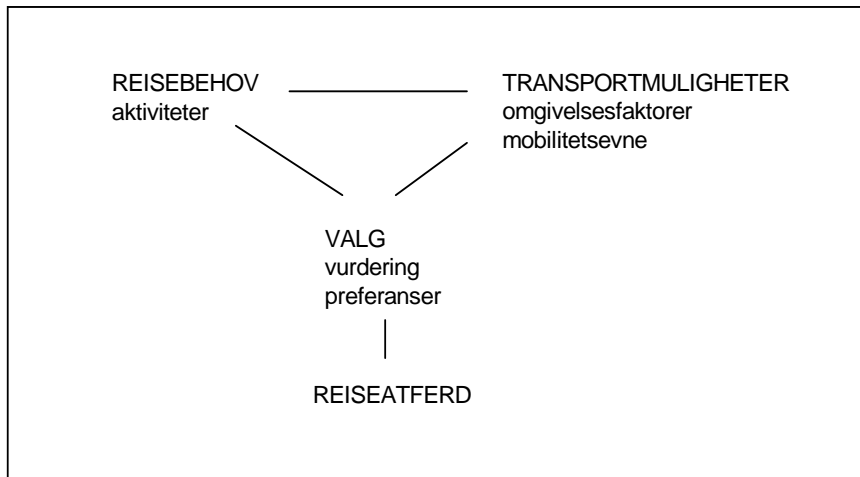 REISEBEHOV
aktiviteter
TRANSPORTMULIGHETER
omgivelsesfaktorer
mobilitetsevne
VALG
vurdering
preferanser
REISEATFERD